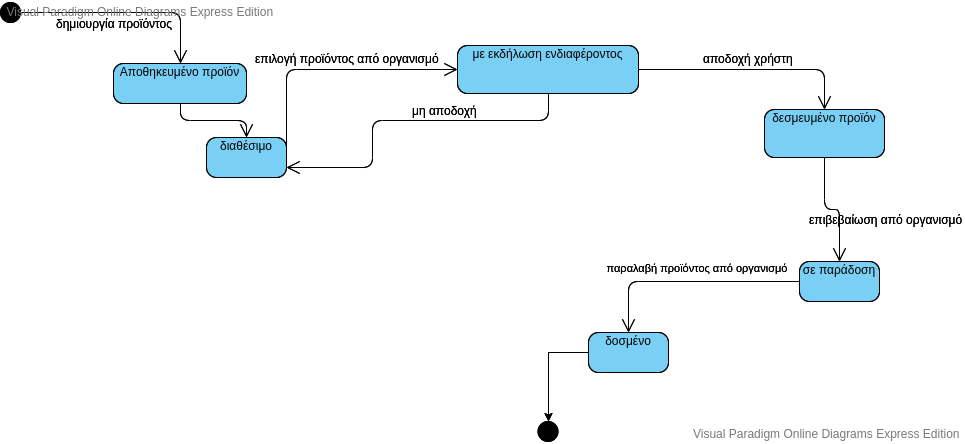 Visual Paradigm Online Diagrams Express Edition
δημιουργία προϊόντος
Αποθηκευμένο προϊόν
επιλογή προϊόντος από οργανισμό
με εκδήλωση ενδιαφέροντος
αποδοχή χρήστη
μη αποδοχή
δεσμευμένο προϊόν
διαθέσιμο
επιβεβαίωση από οργανισμό
παραλαβή προϊόντος από οργανισμό
σε παράδοση
δοσμένο
Visual Paradigm Online Diagrams Express Edition